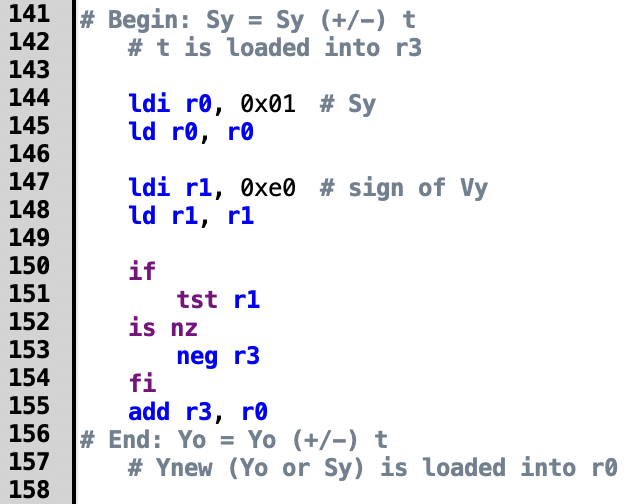 141 # Begin: Sy = Sy (+/-) t
142 # t is loaded into r3
143
144 ldi r0, 0x01 # Sy
145 ld r0, r0
146
147 ldi r1, 0xe0 # sign of Vy
148 ld r1, r1
149
150 if
151 tst r1
152 is nz
153 neg r3
154 fi
155 add r3, r0
156 # End: Yo = Yo (+/-) t
157 # Ynew (Yo or Sy) is loaded into r0
158